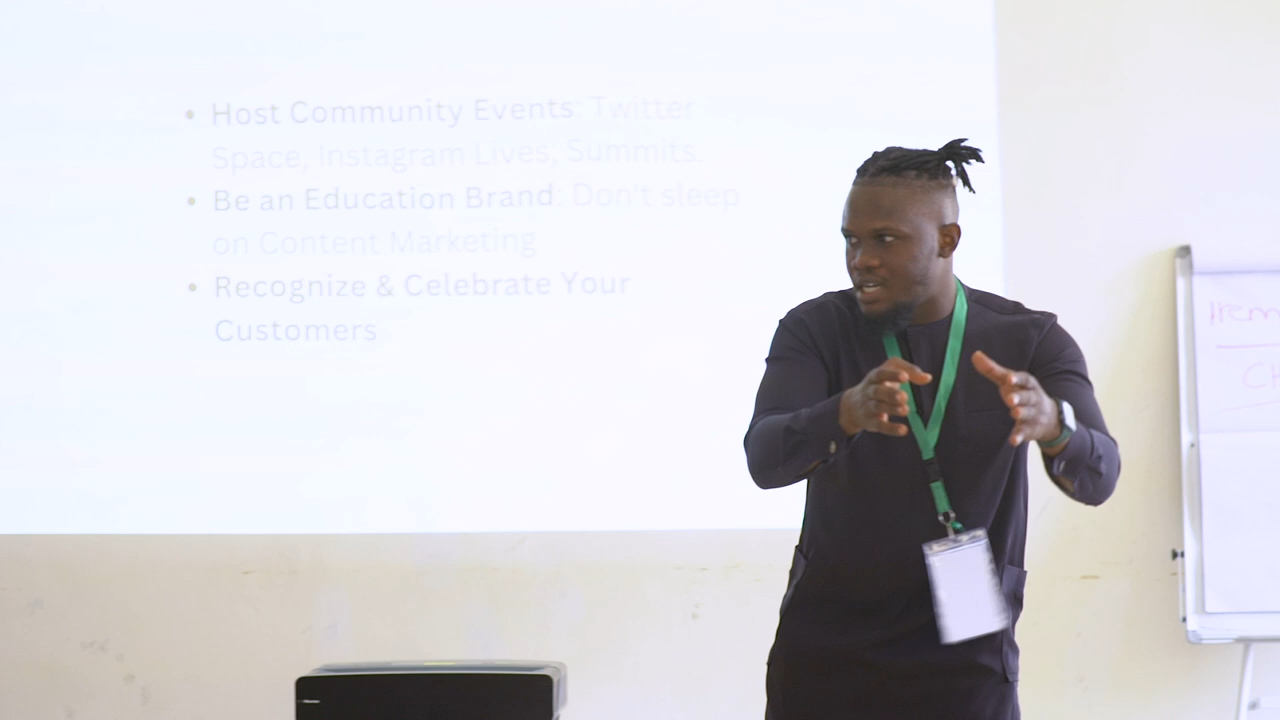 Host Community Events: Twitter
Space, Instagram Lives, Summits.
Be an Education Brand: Don't sleep
on Content Marketing
Recognize & Celebrate Your
Customers
CH